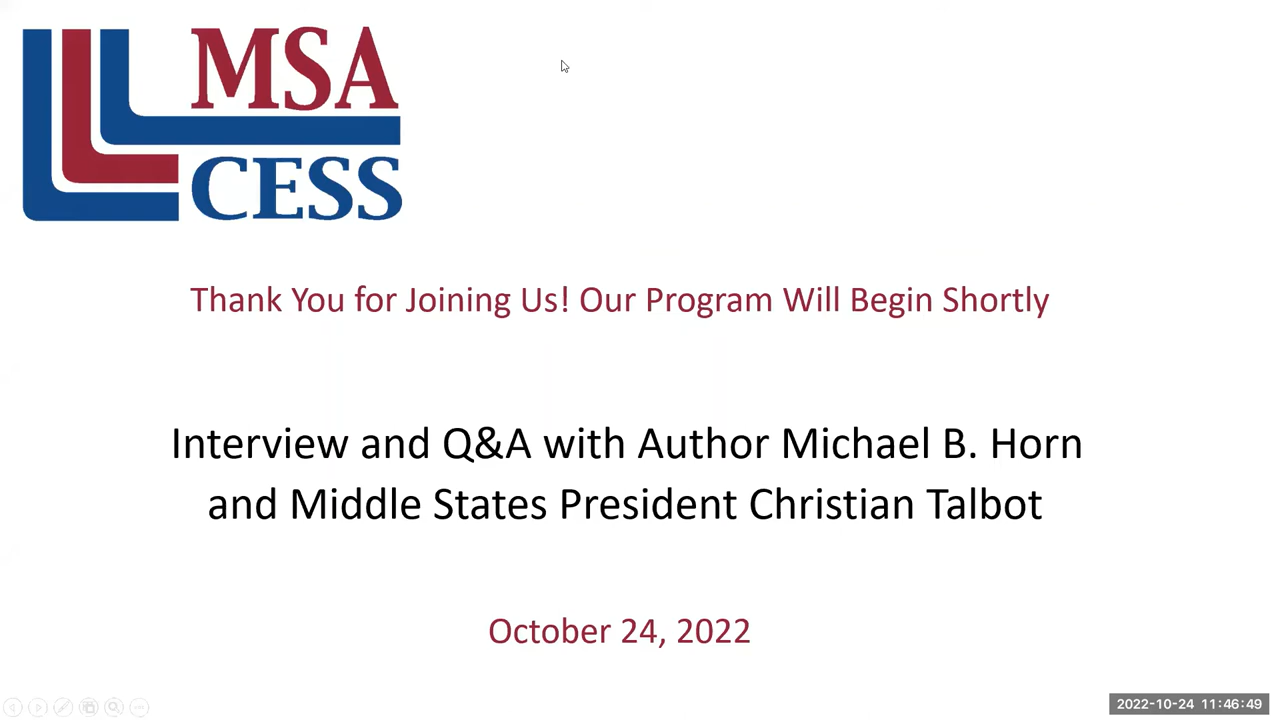 MSA
CESS
Thank You for Joining Us! Our Program Will Begin Shortly
Interview and Q&A with Author Michael B. Horn
and Middle States President Christian Talbot
October 24, 2022
2022-10-24 11:46:49